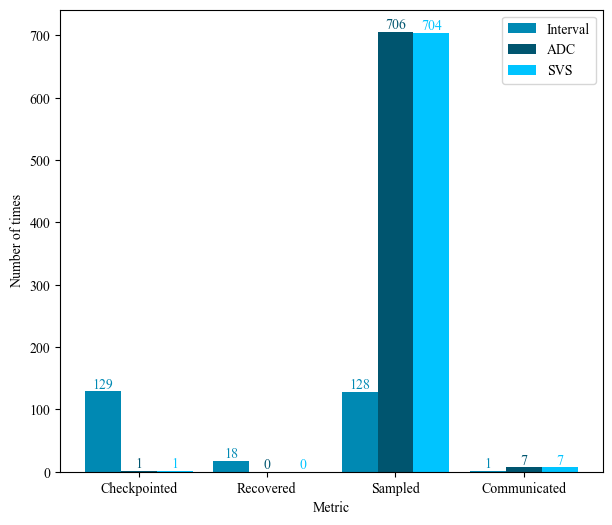 Interval
ADC
SVS
Number of times
700
600
500
400
300
200
100
0
129
1
1
18
0
0
128
706
704
1
7
7
Checkpointed
Recovered
Sampled
Communicated
Metric